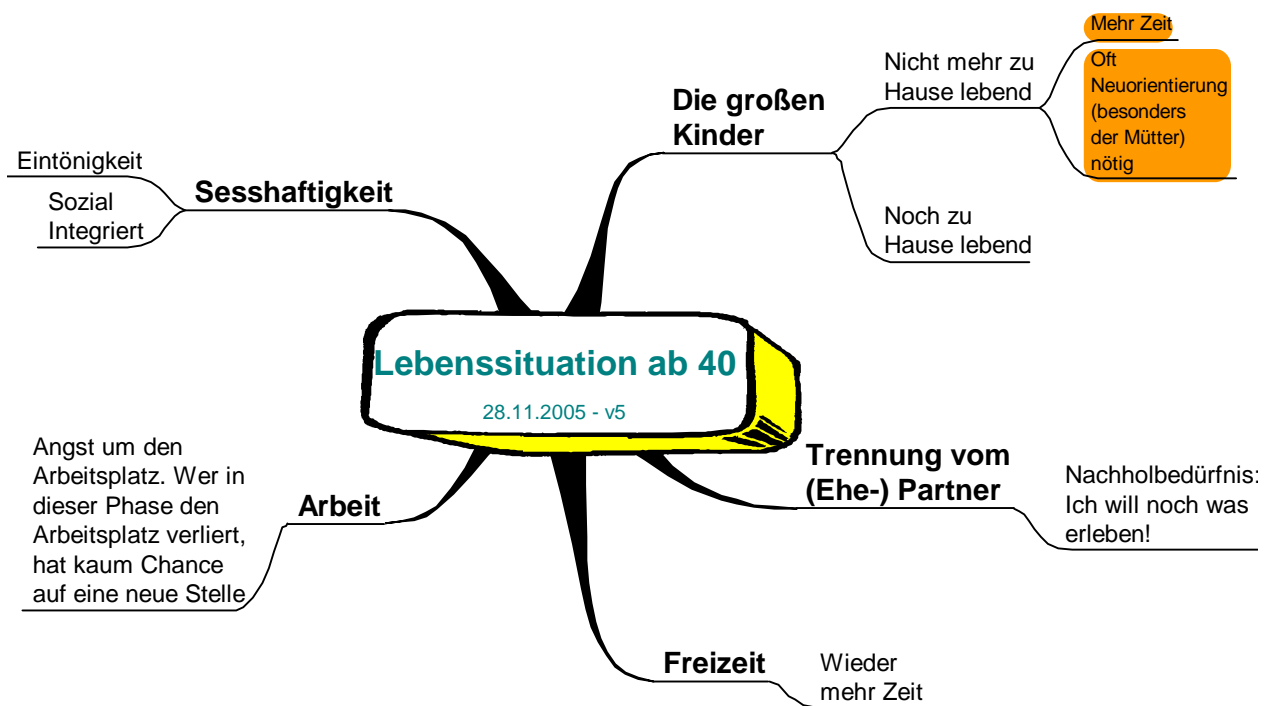 Lebenssituation ab 40
28.11.2005 - v5
Die großen
Kinder
Nicht mehr zu
Hause lebend
Mehr Zeit
Oft
Neuorientierung
(besonders
der Mütter)
nötig
Noch zu
Hause lebend
Trennung vom
(Ehe-) Partner
Nachholbedürfnis:
Ich will noch was
erleben!
Freizeit
Wieder
mehr Zeit
Arbeit
Angst um den
Arbeitsplatz. Wer in
dieser Phase den
Arbeitsplatz verliert,
hat kaum Chance
auf eine neue Stelle
Sesshaftigkeit
Eintönigkeit
Sozial
Integriert